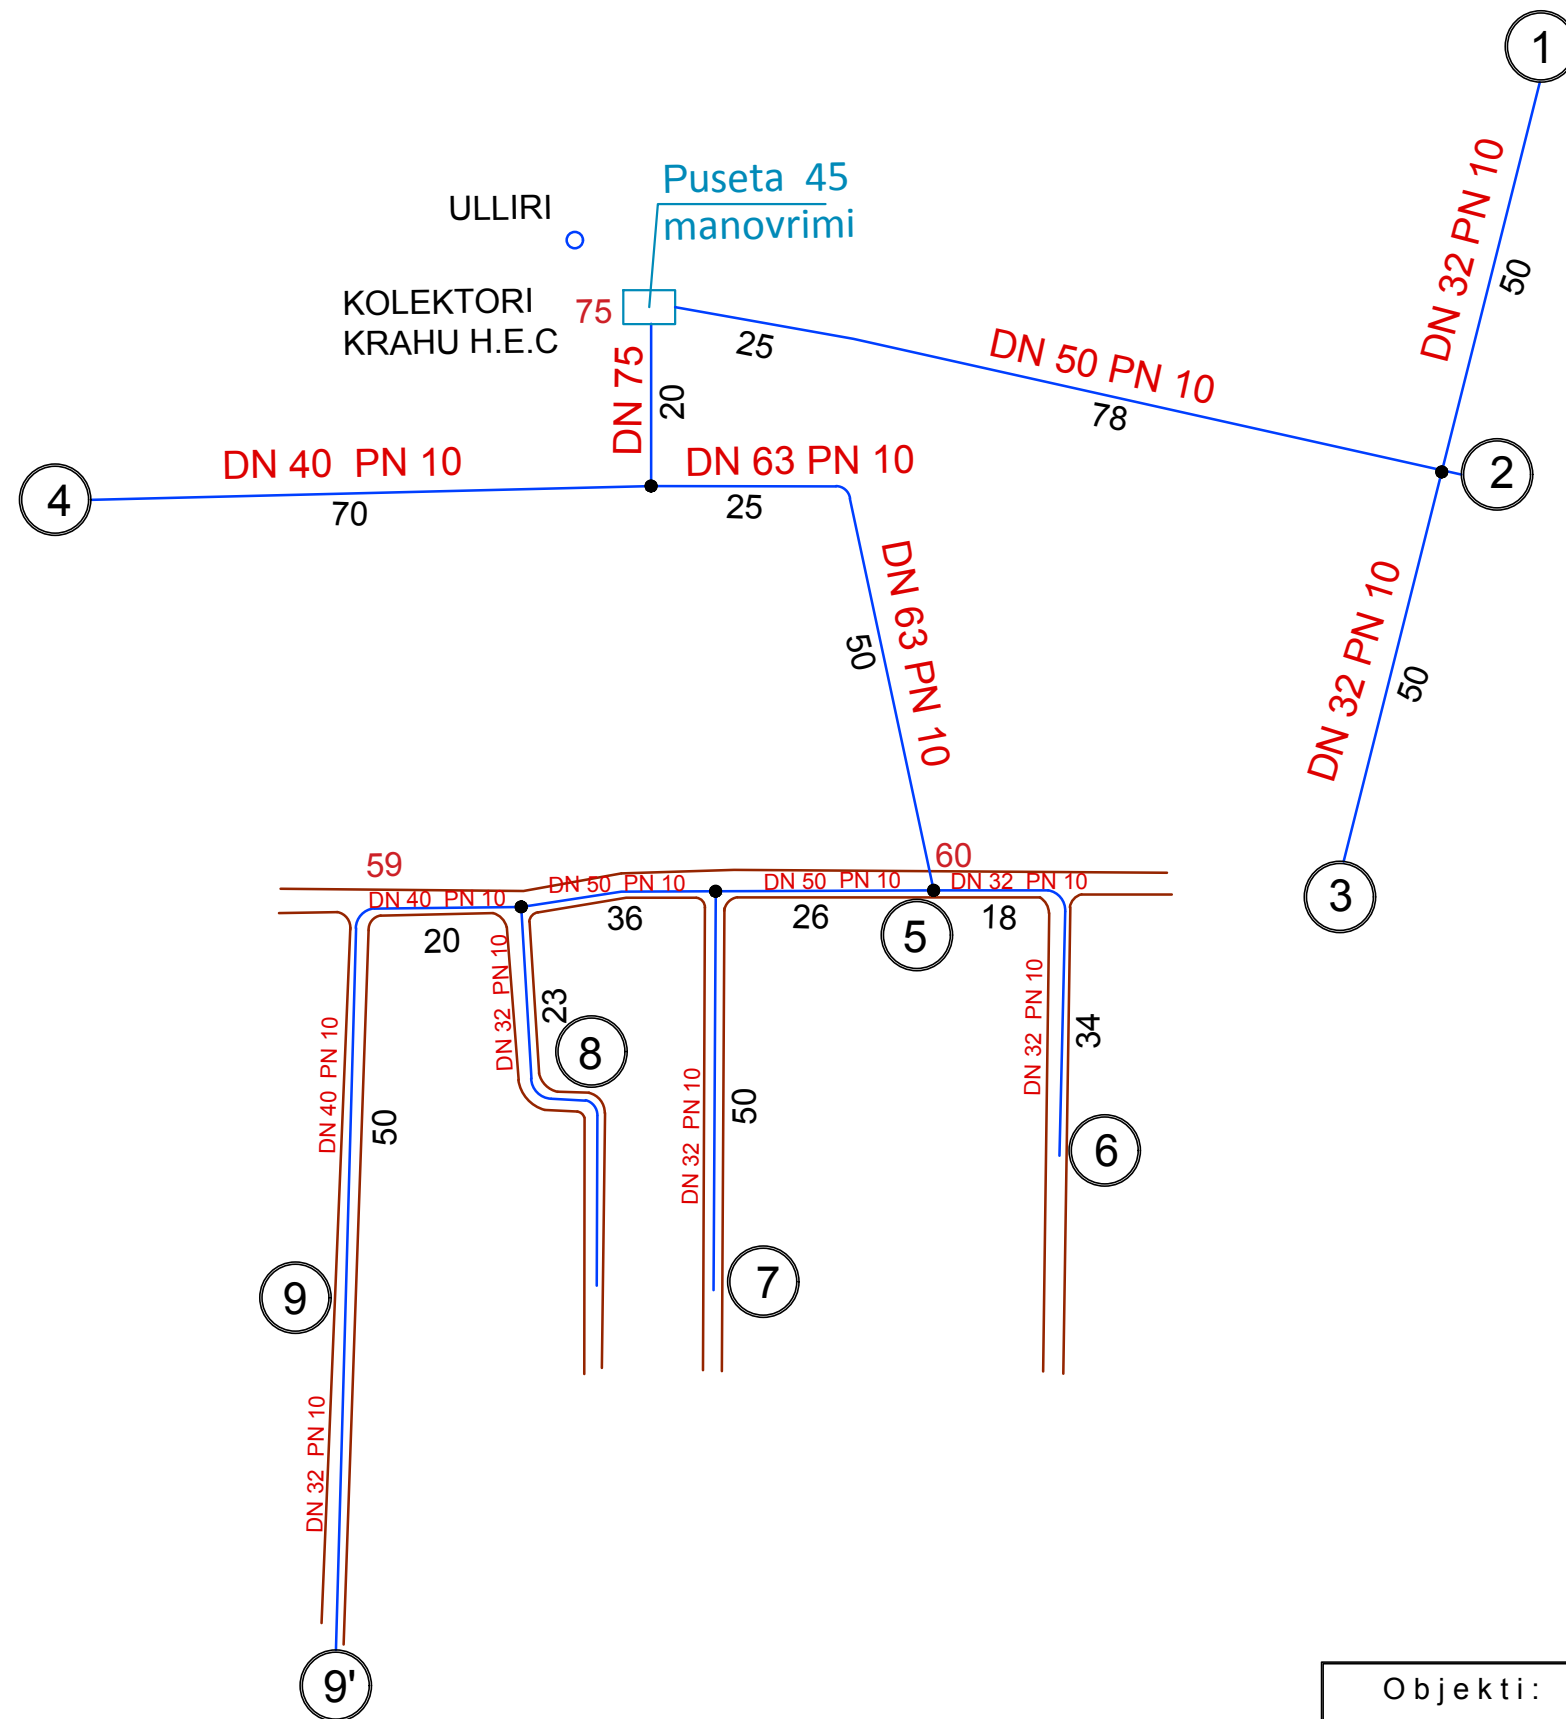 1
DN 32 PN 10
50
Puseta 45
manovrimi
ULLIRI
KOLEKTORI
KRAHU H.E.C
75
25
DN 50 PN 10
78
DN 75
20
2
DN 40 PN 10
70
4
DN 63 PN 10
25
DN 63 PN 10
50
DN 32 PN 10
50
3
59
60
DN 40 PN 10
DN 50 PN 10
DN 50 PN 10
DN 32 PN 10
20
36
26
5
18
DN 32 PN 10
23
8
DN 40 PN 10
50
DN 32 PN 10
50
DN 32 PN 10
34
6
7
9
DN 32 PN 10
9'
Objekti: